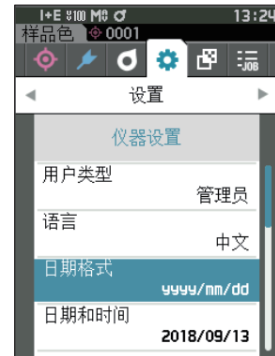 I+E S100 M0 ♂ 13:24
样品色 0001
-JOB
设置
仪器设置
用户类型
管理员
语言
中文
日期格式
yyyy/mm/dd
日期和时间
2018/09/13